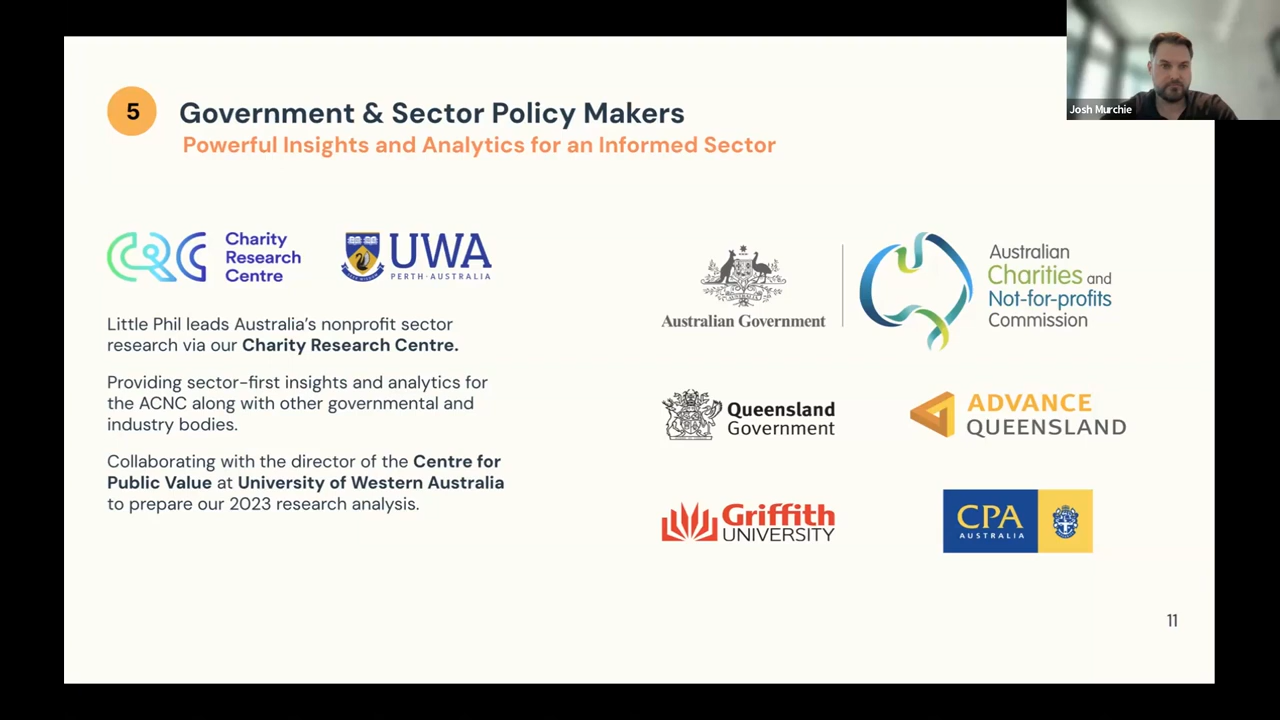 Josh Murchie
5
Government & Sector Policy Makers
Powerful Insights and Analytics for an Informed Sector
CRC
Charity
Research
Centre
UWA
PERTH·AUSTRALIA
Little Phil leads Australia’s nonprofit sector
research via our Charity Research Centre.
Providing sector-first insights and analytics for
the ACNC along with other governmental and
industry bodies.
Collaborating with the director of the Centre for
Public Value at University of Western Australia
to prepare our 2023 research analysis.
Australian Government
Australian
Charities and
Not-for-profits
Commission
Queensland
Government
ADVANCE
QUEENSLAND
Griffith
UNIVERSITY
CPA
AUSTRALIA
11